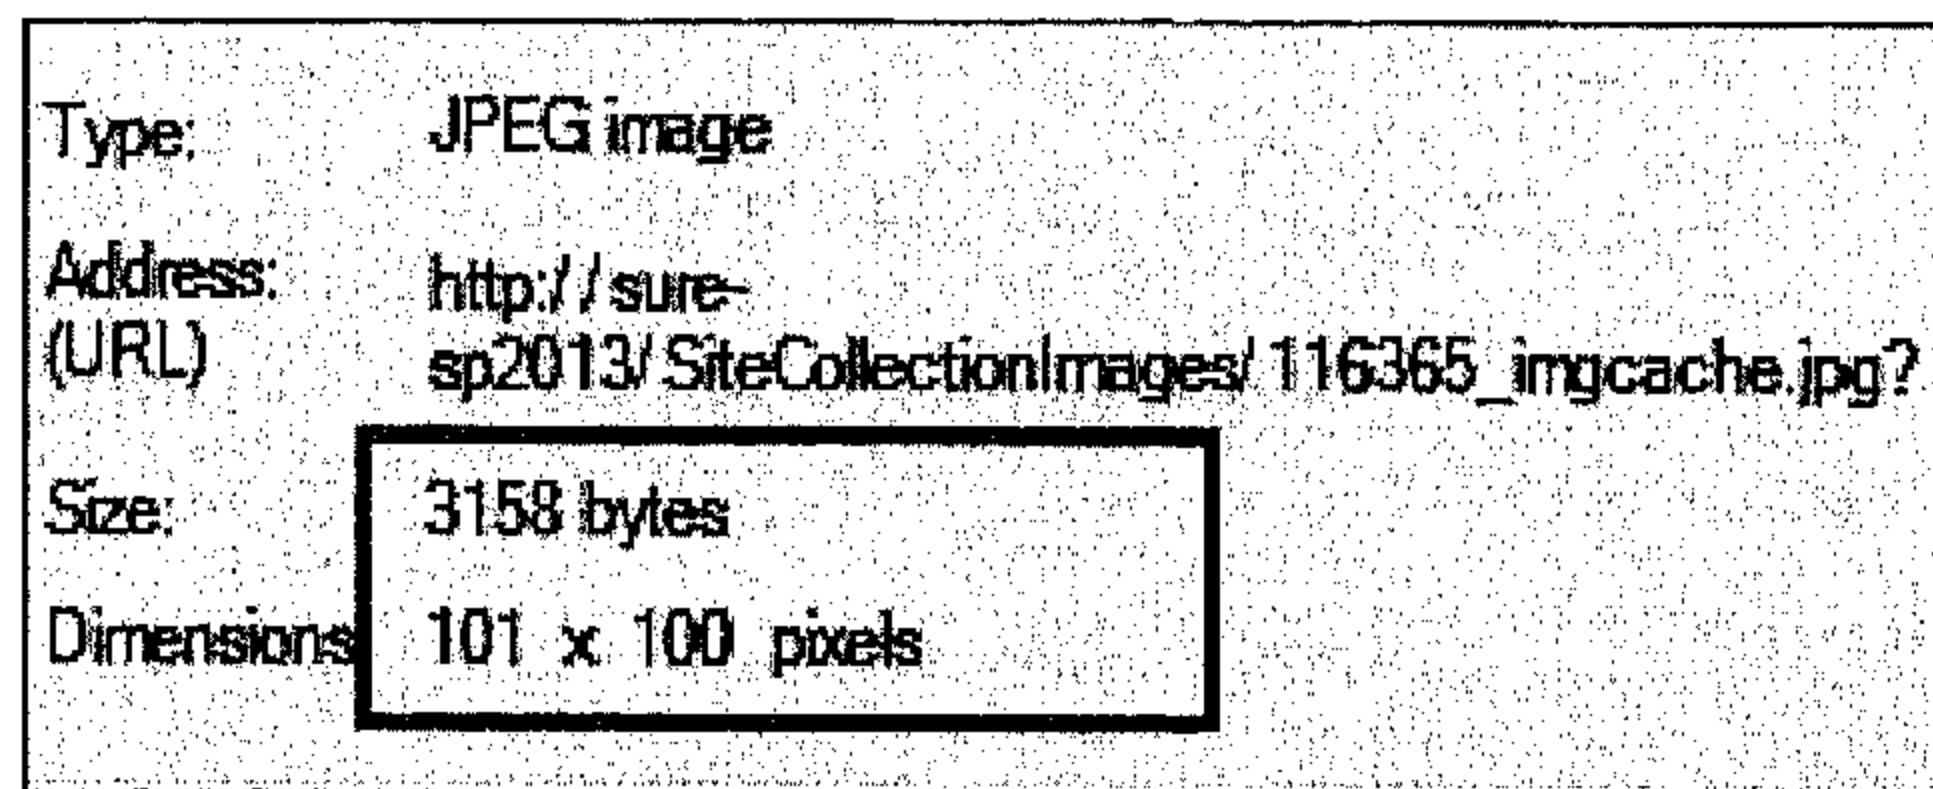 Type: JPEG image
Address: http://sure-
(URL) sp2013/SiteCollectionImages/116365_imgcache.jpg?
Size: 3158 bytes
Dimensions 101 x 100 pixels